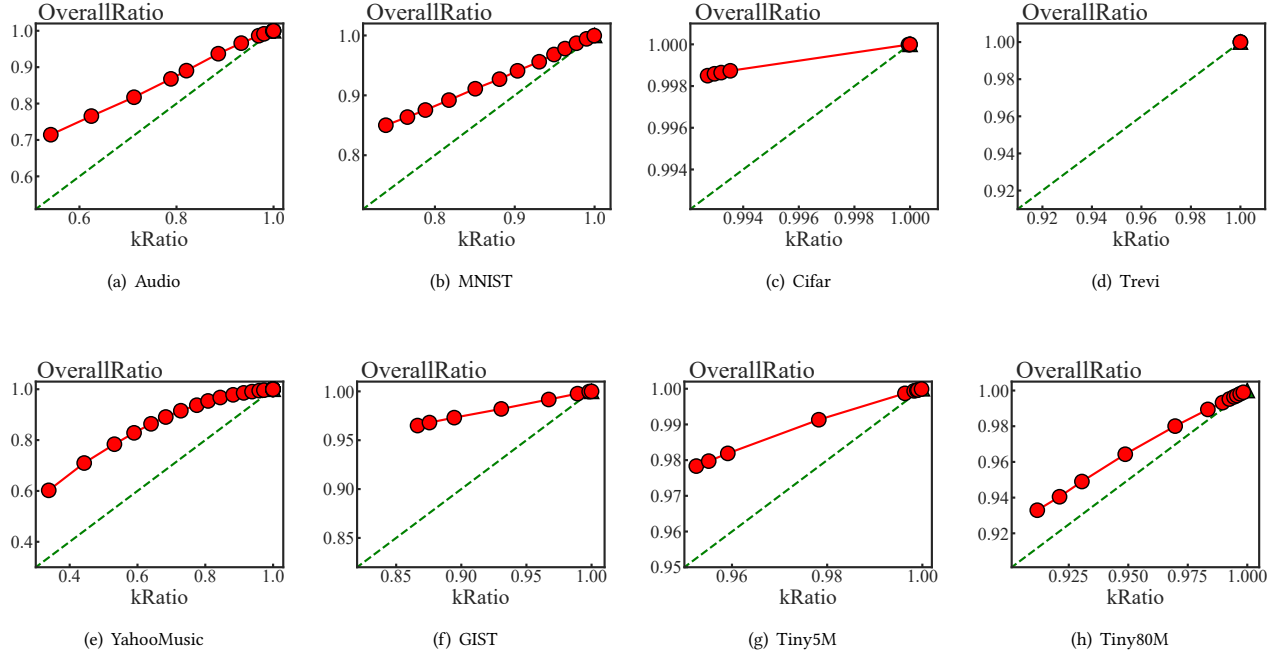 OverallRatio
1.0
0.9
0.8
0.7
0.6
0.6 0.8 1.0
kRatio
(a) Audio
OverallRatio
1.0
0.9
0.8
0.8 0.9 1.0
kRatio
(b) MNIST
OverallRatio
1.000
0.998
0.996
0.994
0.994 0.996 0.998 1.000
kRatio
(c) Cifar
OverallRatio
1.00
0.98
0.96
0.94
0.92
0.92 0.94 0.96 0.98 1.00
kRatio
(d) Trevi
OverallRatio
1.0
0.8
0.6
0.4
0.4 0.6 0.8 1.0
kRatio
(e) YahooMusic
OverallRatio
1.00
0.95
0.90
0.85
0.85 0.90 0.95 1.00
kRatio
(f) GIST
OverallRatio
1.00
0.99
0.98
0.97
0.96
0.95
0.96 0.98 1.00
kRatio
(g) Tiny5M
OverallRatio
1.00
0.98
0.96
0.94
0.92
0.925 0.950 0.975 1.000
kRatio
(h) Tiny80M